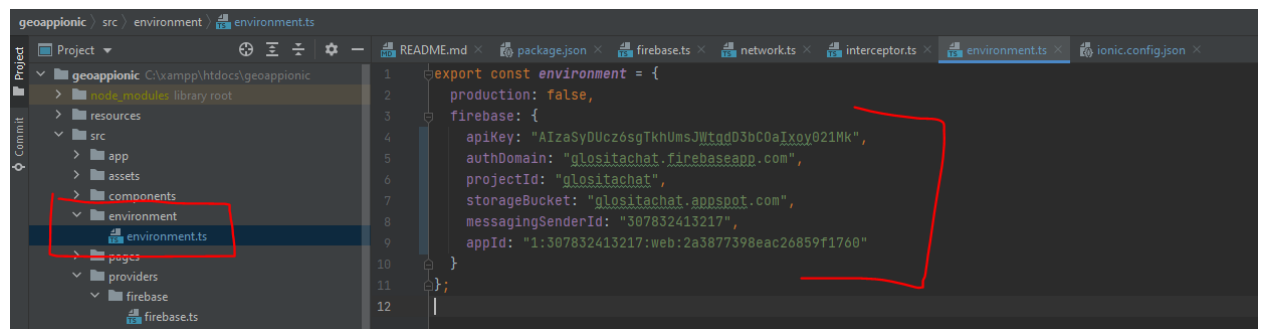 geoappionic > src > environment > environment.ts
Project
README.md × package.json × firebase.ts × network.ts × interceptor.ts × environment.ts × ionic.config.json ×
Project
Commit
geoappionic C:\xampp\htdocs\geoappionic
node_modules library root
resources
src
app
assets
components
environment
environment.ts
pages
providers
firebase
firebase.ts
1 export const environment = {
2 production: false,
3 firebase: {
4 apiKey: "AIzaSyDUcz6sgTkhUmsJWtgdD3bCOaIxoy021Mk",
5 authDomain: "glositachat.firebaseapp.com",
6 projectId: "glositachat",
7 storageBucket: "glositachat.appspot.com",
8 messagingSenderId: "307832413217",
9 appId: "1:307832413217:web:2a3877398eac26859f1760"
10 }
11 };
12